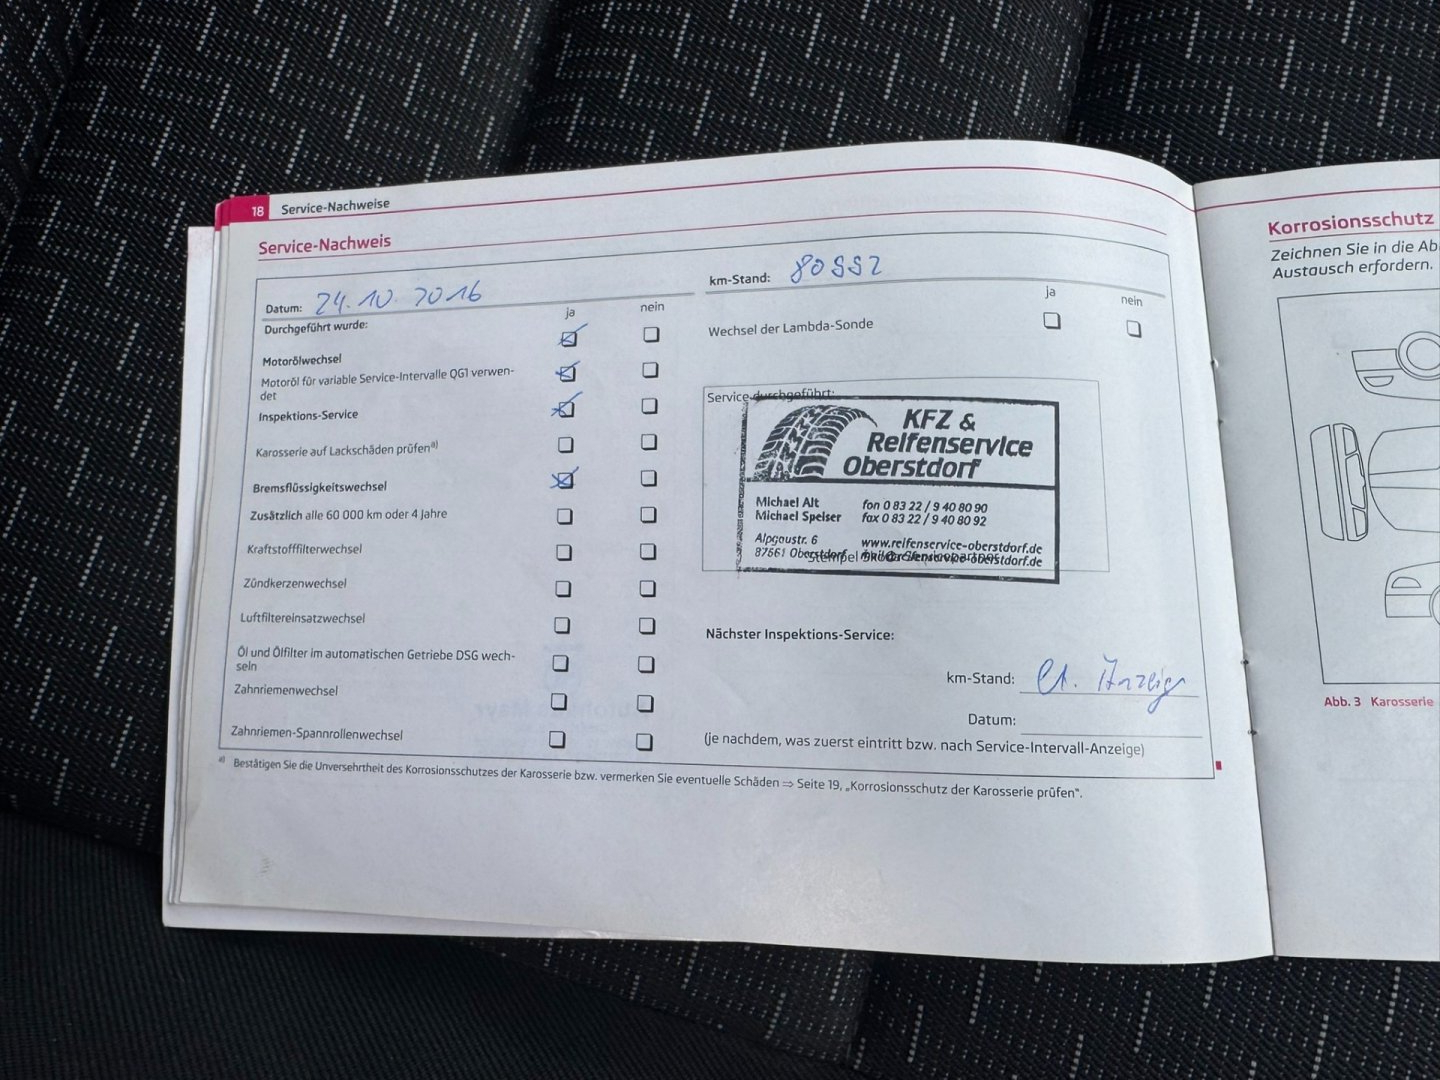 18 Service-Nachweise
Service-Nachweis
Datum: 24.10.2016
km-Stand: 80552
ja nein
ja nein
Durchgeführt wurde:
Motorölwechsel
Motoröl für variable Service-Intervalle QG1 verwen-
det
Inspektions-Service
Karosserie auf Lackschäden prüfen a)
Bremsflüssigkeitswechsel
Zusätzlich alle 60 000 km oder 4 Jahre
Kraftstofffilterwechsel
Zündkerzenwechsel
Luftfiltereinsatzwechsel
Öl und Ölfilter im automatischen Getriebe DSG wech-
seln
Zahnriemenwechsel
Zahnriemen-Spannrollenwechsel
Wechsel der Lambda-Sonde
Service durchgeführt:
KFZ &
Reifenservice
Oberstdorf
Michael Alt
Michael Speiser
fon 0 83 22 / 9 40 80 90
fax 0 83 22 / 9 40 80 92
Alpgaustr. 6
87561 Oberstdorf
www.reifenservice-oberstdorf.de
mail@reifenservice-oberstdorf.de
Stempel Servicepartner
Nächster Inspektions-Service:
km-Stand: lt. Anzeige
Datum:
(je nachdem, was zuerst eintritt bzw. nach Service-Intervall-Anzeige)
a) Bestätigen Sie die Unversehrtheit des Korrosionsschutzes der Karosserie bzw. vermerken Sie eventuelle Schäden ⇒ Seite 19, „Korrosionsschutz der Karosserie prüfen“.
Korrosionsschutz
Zeichnen Sie in die Ab
Austausch erfordern.
Abb. 3 Karosserie